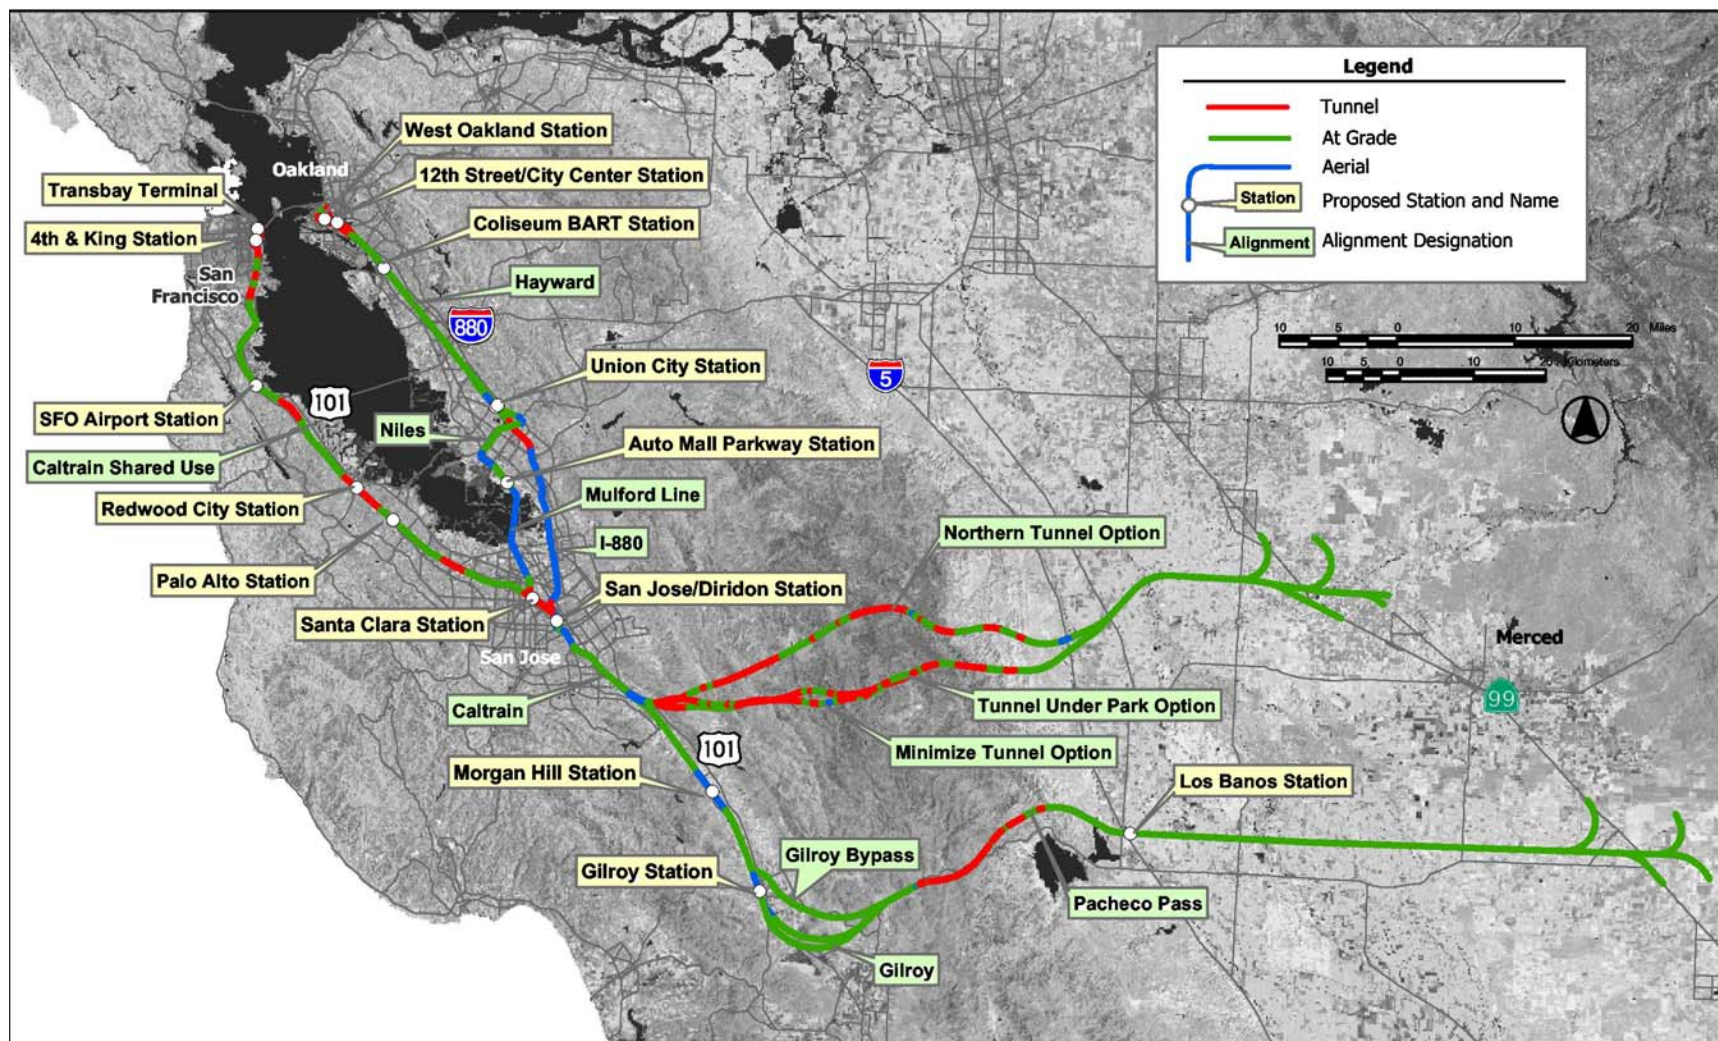 Legend
Tunnel
At Grade
Aerial
Station
Proposed Station and Name
Alignment
Alignment Designation
10 5 0 10 20 Miles
10 5 0 10 20 Kilometers
West Oakland Station
Oakland
12th Street/City Center Station
Transbay Terminal
Coliseum BART Station
4th & King Station
San
Francisco
Hayward
880
Union City Station
5
101
SFO Airport Station
Niles
Auto Mall Parkway Station
Caltrain Shared Use
Redwood City Station
Mulford Line
Northern Tunnel Option
I-880
Palo Alto Station
San Jose/Diridon Station
Santa Clara Station
San Jose
Merced
99
Caltrain
Tunnel Under Park Option
101
Minimize Tunnel Option
Morgan Hill Station
Los Banos Station
Gilroy Bypass
Gilroy Station
Pacheco Pass
Gilroy